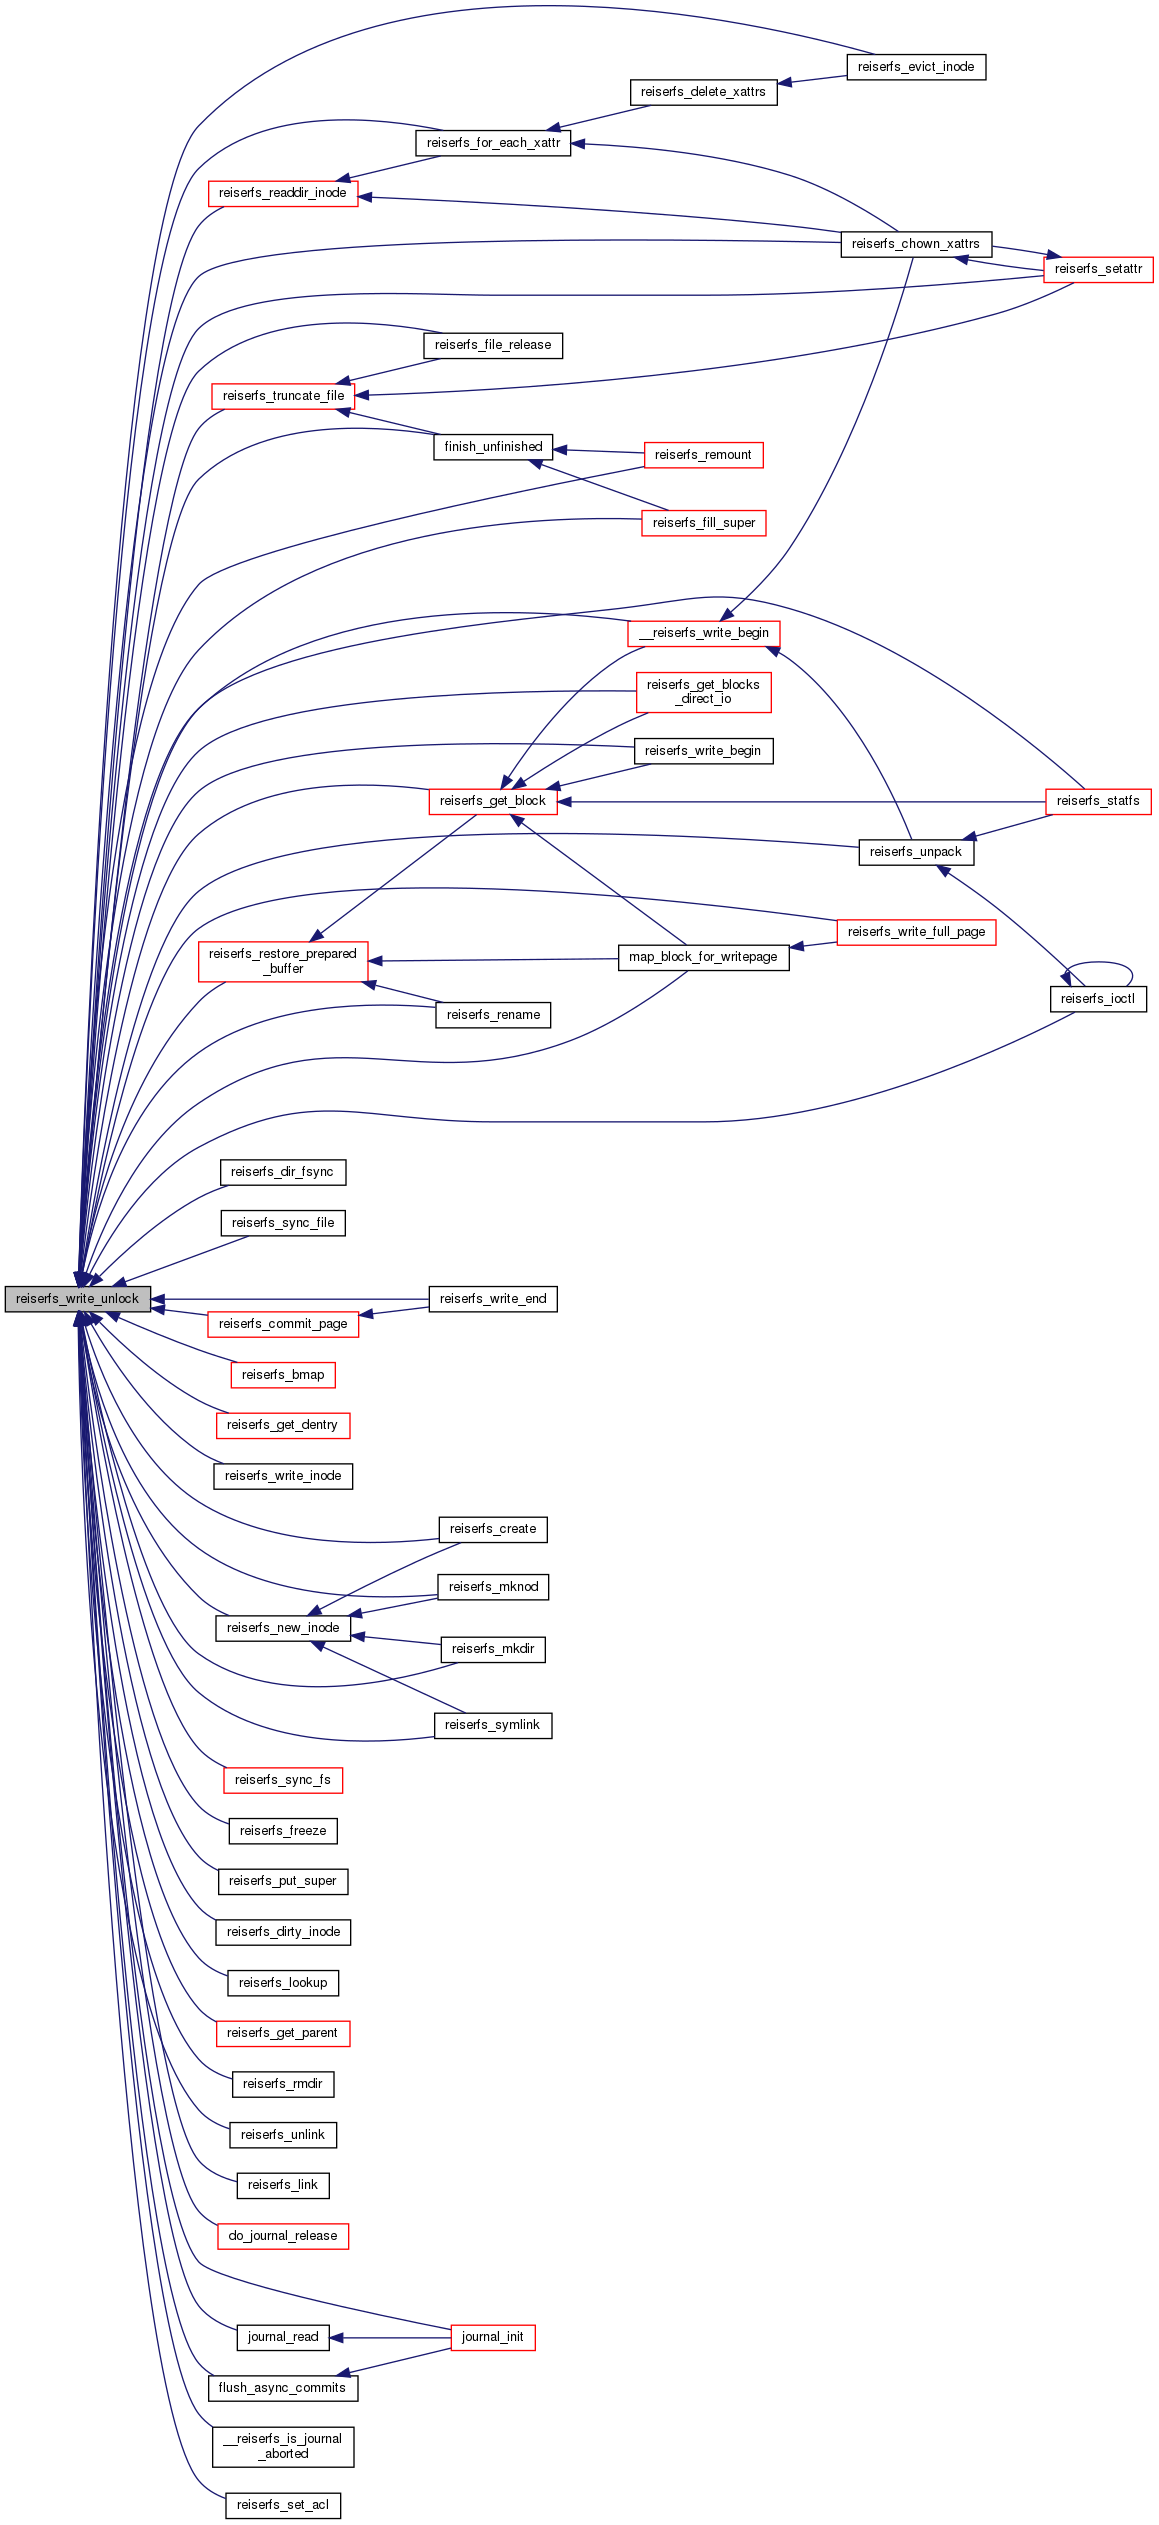 reiserfs_evict_inode
reiserfs_delete_xattrs
reiserfs_for_each_xattr
reiserfs_readdir_inode
reiserfs_chown_xattrs
reiserfs_setattr
reiserfs_file_release
reiserfs_truncate_file
finish_unfinished
reiserfs_remount
reiserfs_fill_super
__reiserfs_write_begin
reiserfs_get_blocks
_direct_io
reiserfs_write_begin
reiserfs_get_block
reiserfs_statfs
reiserfs_unpack
reiserfs_write_full_page
reiserfs_restore_prepared
_buffer
map_block_for_writepage
reiserfs_ioctl
reiserfs_rename
reiserfs_dir_fsync
reiserfs_sync_file
reiserfs_write_unlock
reiserfs_write_end
reiserfs_commit_page
reiserfs_bmap
reiserfs_get_dentry
reiserfs_write_inode
reiserfs_create
reiserfs_mknod
reiserfs_new_inode
reiserfs_mkdir
reiserfs_symlink
reiserfs_sync_fs
reiserfs_freeze
reiserfs_put_super
reiserfs_dirty_inode
reiserfs_lookup
reiserfs_get_parent
reiserfs_rmdir
reiserfs_unlink
reiserfs_link
do_journal_release
journal_read
journal_init
flush_async_commits
__reiserfs_is_journal
_aborted
reiserfs_set_acl